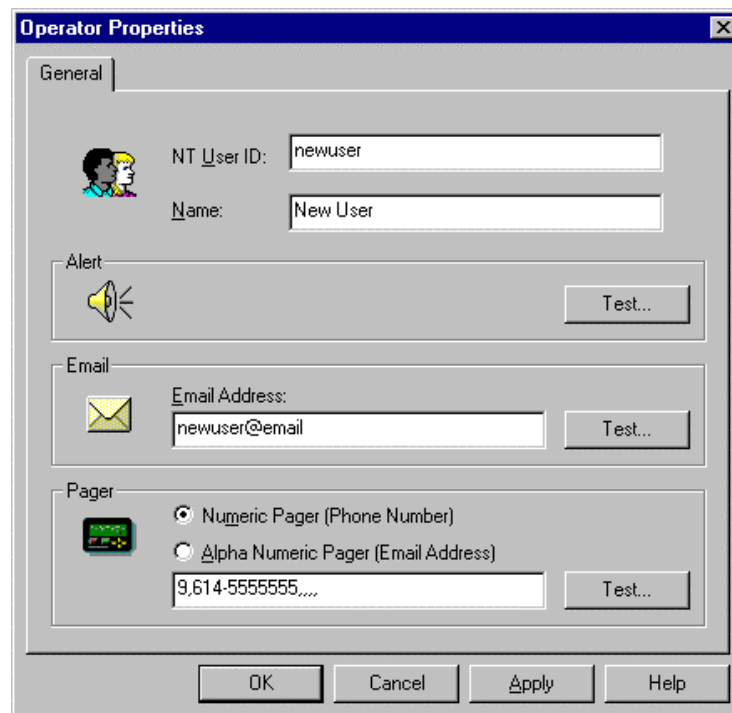 Operator Properties
General
NT User ID: newuser
Name: New User
Alert
Test...
Email
Email Address:
newuser@email Test...
Pager
Numeric Pager (Phone Number)
Alpha Numeric Pager (Email Address)
9,614-5555555,,,, Test...
OK Cancel Apply Help